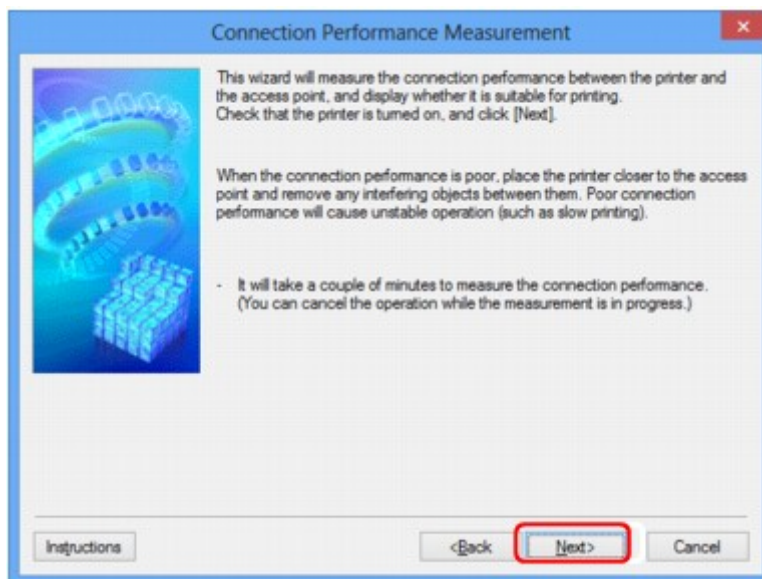 Connection Performance Measurement
This wizard will measure the connection performance between the printer and
the access point, and display whether it is suitable for printing.
Check that the printer is turned on, and click [Next].
When the connection performance is poor, place the printer closer to the access
point and remove any interfering objects between them. Poor connection
performance will cause unstable operation (such as slow printing).
- It will take a couple of minutes to measure the connection performance.
(You can cancel the operation while the measurement is in progress.)
Instructions <Back Next> Cancel